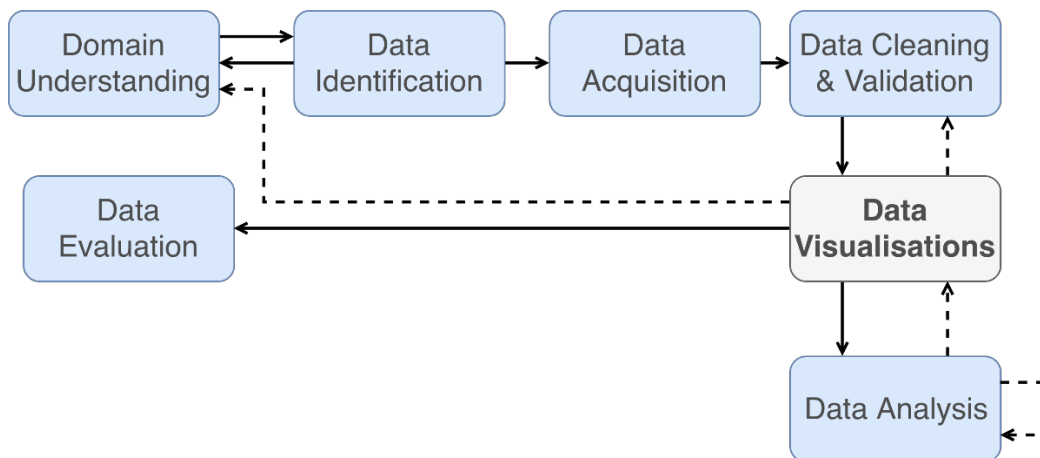 Domain
Understanding
Data
Identification
Data
Acquisition
Data Cleaning
& Validation
Data
Evaluation
Data
Visualisations
Data Analysis